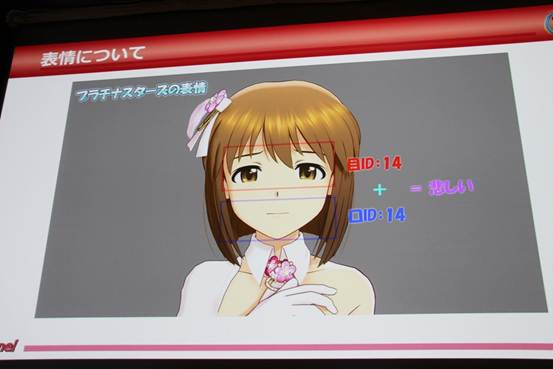 表情について
プラチナスターズの表情
目ID:14
+ = 悲しい
口ID:14